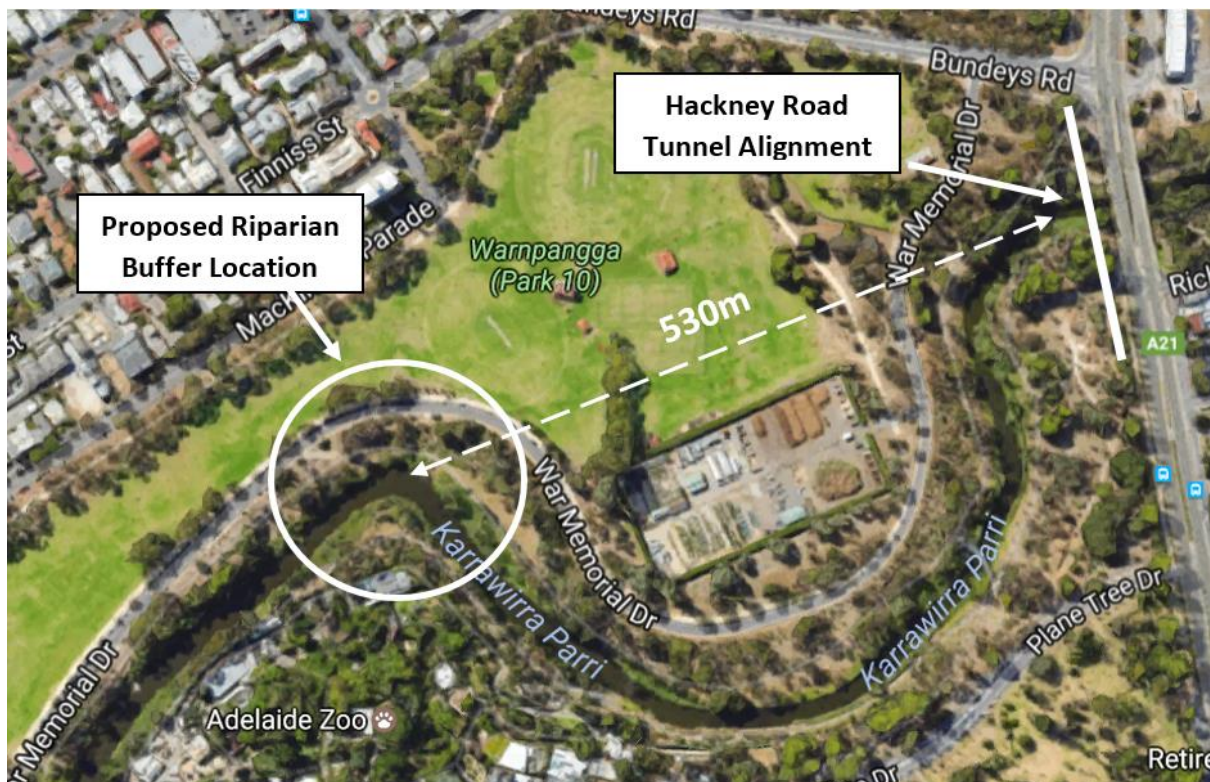 Bundeys Rd
Bundeys Rd
Hackney Road
Tunnel Alignment
Finniss St
War Memorial Dr
Proposed Riparian
Buffer Location
Parade
Warnpangga
(Park 10)
530m
St
A21
War Memorial Dr
Karrawirra Parri
Karrawirra Parri
Plane Tree Dr
Adelaide Zoo
War Memorial Dr
Dr